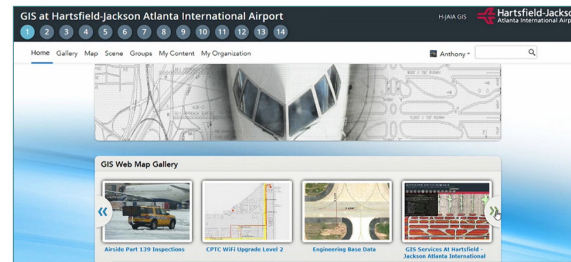 GIS at Hartsfield-Jackson Atlanta International Airport
H-JAIA GIS
Hartsfield-Jackso
Atlanta International Airp
1 2 3 4 5 6 7 8 9 10 11 12 13 14
Home Gallery Map Scene Groups My Content My Organization
Anthony
GIS Web Map Gallery
Airside Part 139 Inspections
CPTC WiFi Upgrade Level 2
Engineering Base Data
GIS Services At Hartsfield -
Jackson Atlanta International